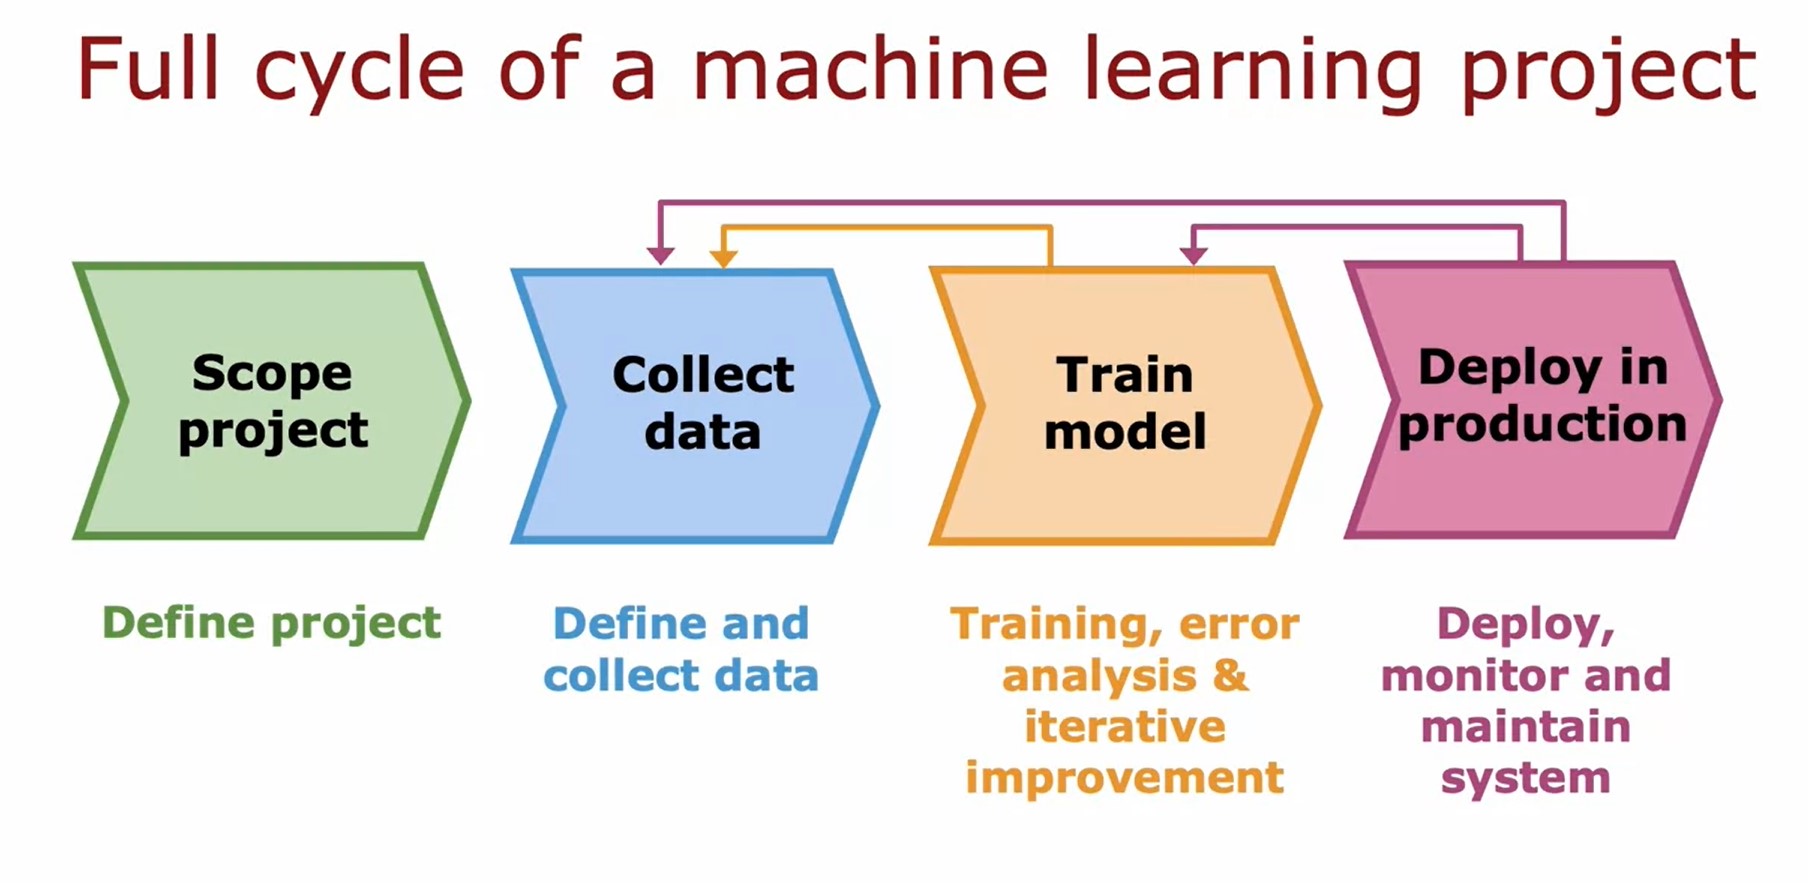 Full cycle of a machine learning project
Scope
project
Collect
data
Train
model
Deploy in
production
Define project
Define and
collect data
Training, error
analysis &
iterative
improvement
Deploy,
monitor and
maintain
system